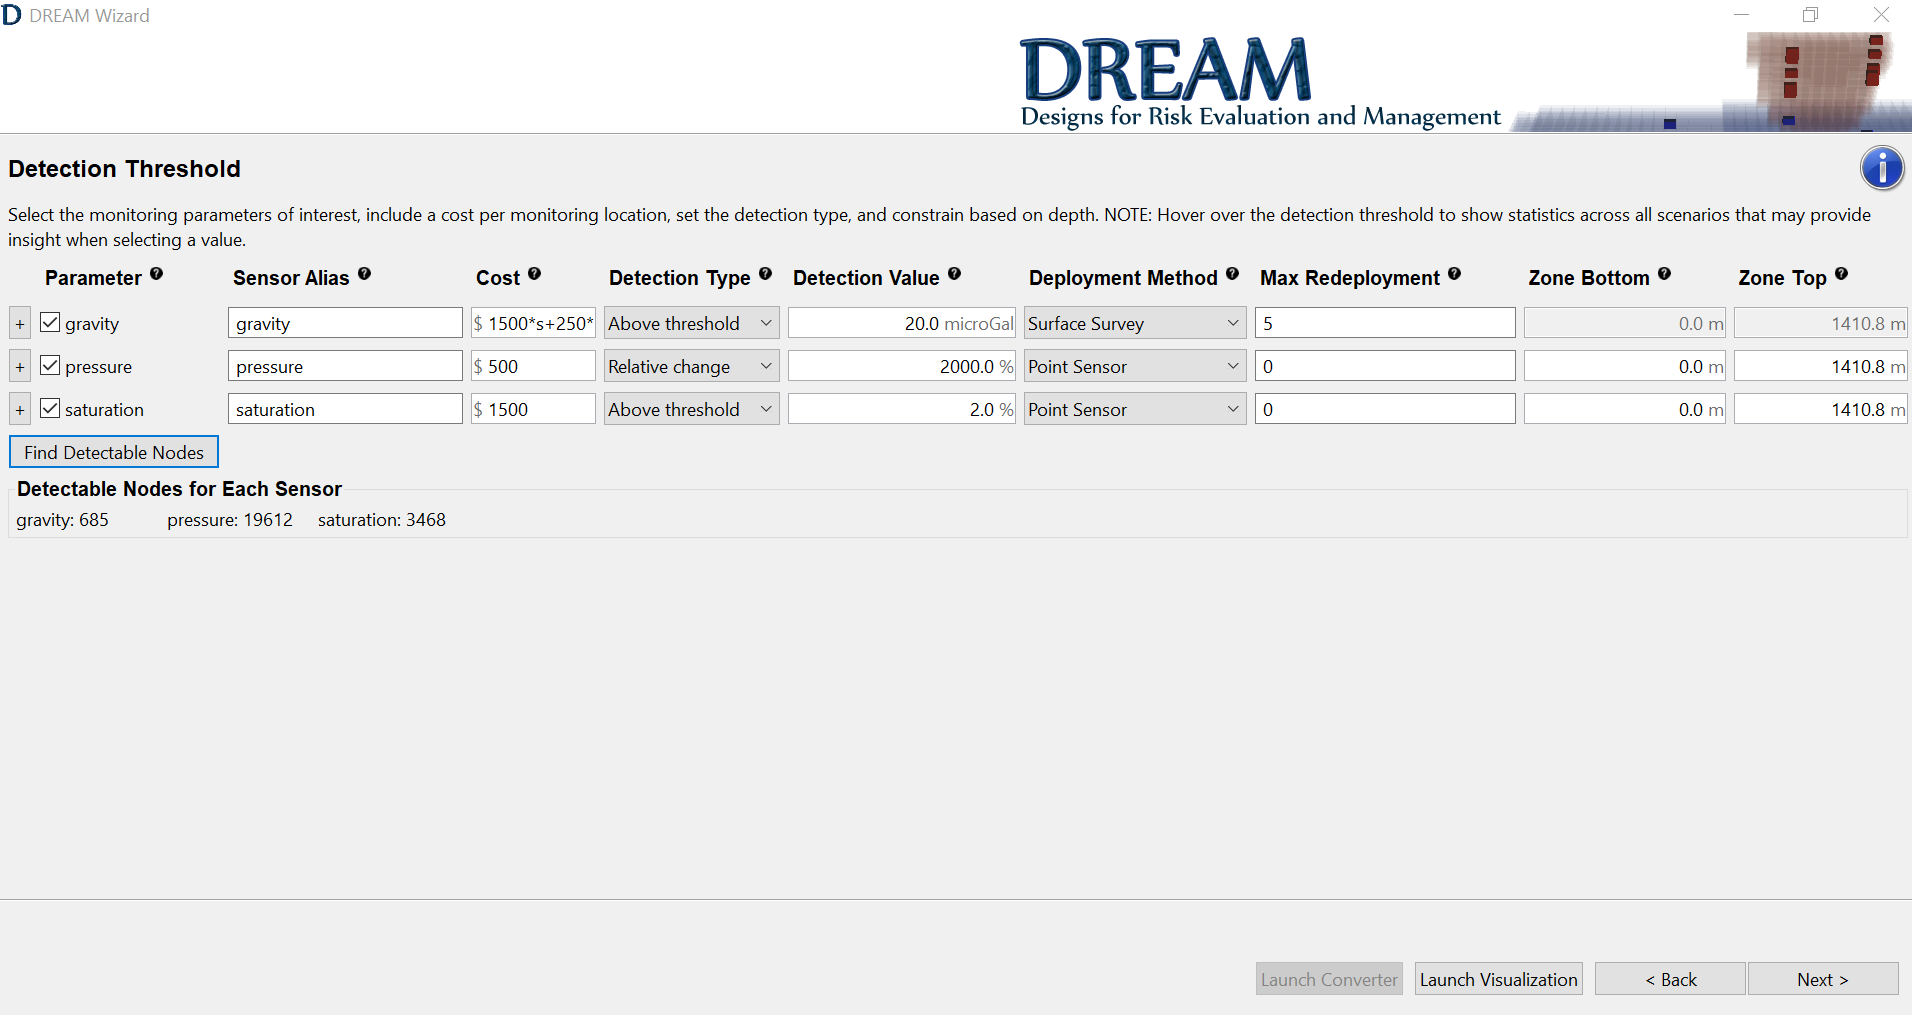 DREAM Wizard
DREAM
Designs for Risk Evaluation and Management
Detection Threshold
Select the monitoring parameters of interest, include a cost per monitoring location, set the detection type, and constrain based on depth. NOTE: Hover over the detection threshold to show statistics across all scenarios that may provide
insight when selecting a value.
Parameter ? Sensor Alias ? Cost ? Detection Type ? Detection Value ? Deployment Method ? Max Redeployment ? Zone Bottom ? Zone Top ?
+ gravity gravity $ 1500*s+250* Above threshold 20.0 microGal Surface Survey 5 0.0 m 1410.8 m
+ pressure pressure $ 500 Relative change 2000.0 % Point Sensor 0 0.0 m 1410.8 m
+ saturation saturation $ 1500 Above threshold 2.0 % Point Sensor 0 0.0 m 1410.8 m
Find Detectable Nodes
Detectable Nodes for Each Sensor
gravity: 685 pressure: 19612 saturation: 3468
Launch Converter Launch Visualization < Back Next >